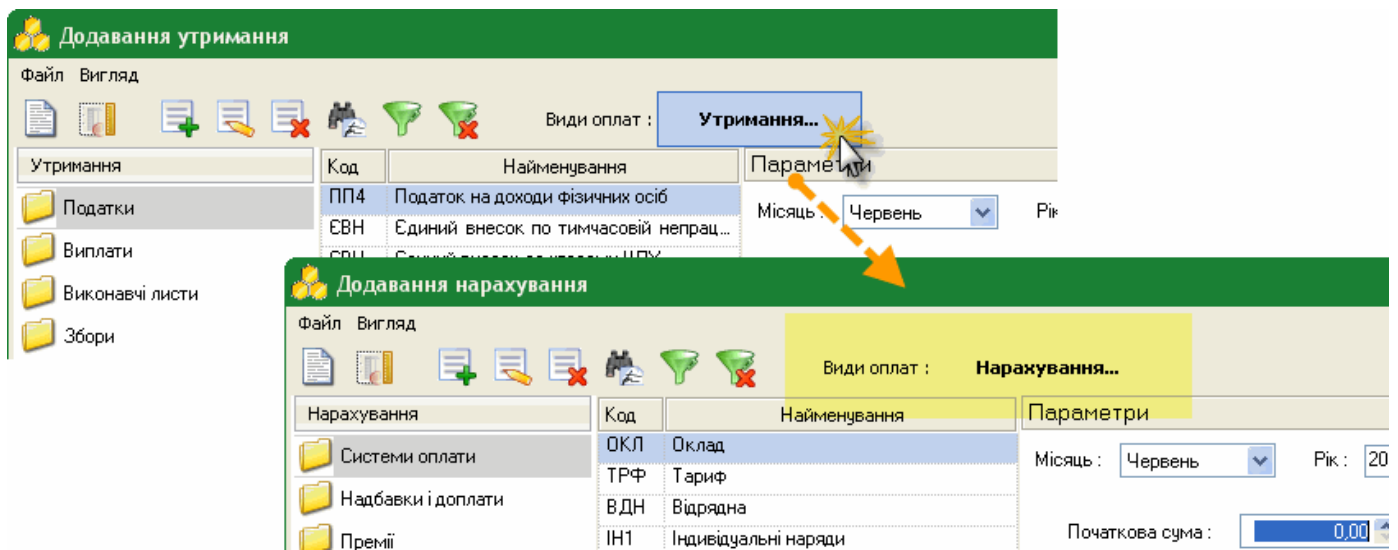 Додавання утримання
Файл Вигляд
Види оплат : Утримання...
Утримання
Податки
Виплати
Виконавчі листи
Збори
Код Найменування
ПП4 Податок на доходи фізичних осіб
ЄВН Єдиний внесок по тимчасовій непрац...
Параметри
Місяць : Червень
Додавання нарахування
Файл Вигляд
Види оплат : Нарахування...
Нарахування
Системи оплати
Надбавки і доплати
Премії
Код Найменування
ОКЛ Оклад
ТРФ Тариф
ВДН Відрядна
ІН1 Індивідуальні наряди
Параметри
Місяць : Червень Рік : 20
Початкова сума : 0,00